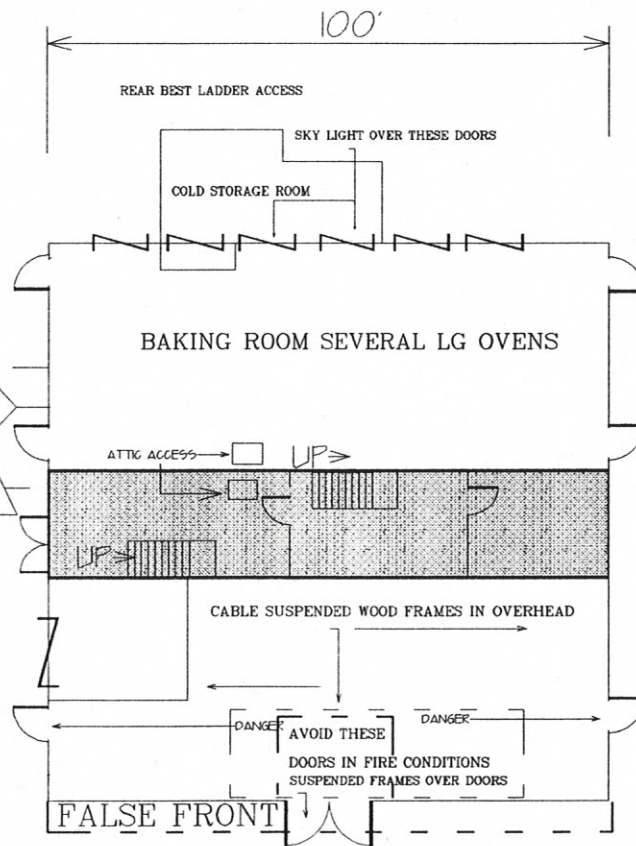 100'
REAR BEST LADDER ACCESS
SKY LIGHT OVER THESE DOORS
COLD STORAGE ROOM
BAKING ROOM SEVERAL LG OVENS
ATTIC ACCESS
UP
UP
CABLE SUSPENDED WOOD FRAMES IN OVERHEAD
DANGER
DANGER
AVOID THESE
DOORS IN FIRE CONDITIONS
SUSPENDED FRAMES OVER DOORS
FALSE FRONT